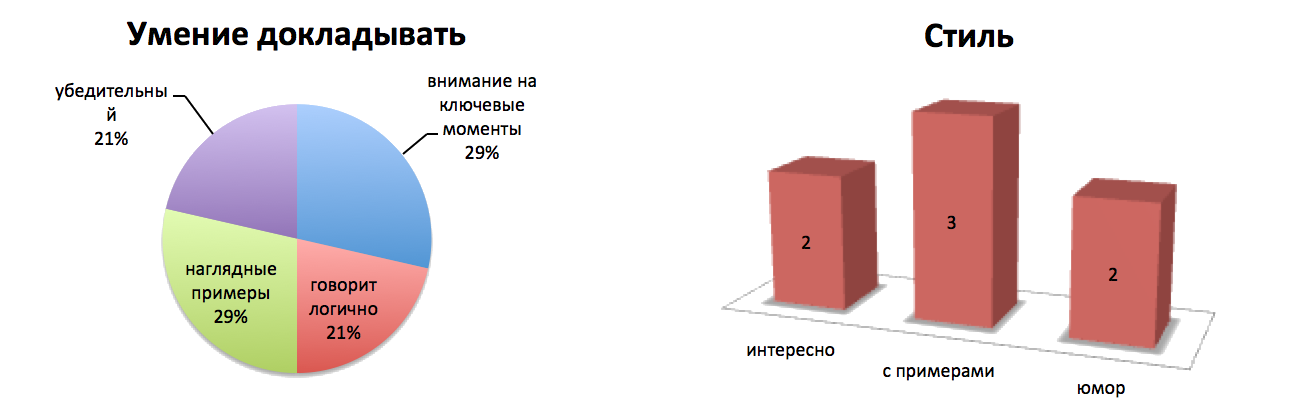 Умение докладывать
убедительны
й
21%
внимание на
ключевые
моменты
29%
наглядные
примеры
29%
говорит
логично
21%
Стиль
2
3
2
интересно
с примерами
юмор